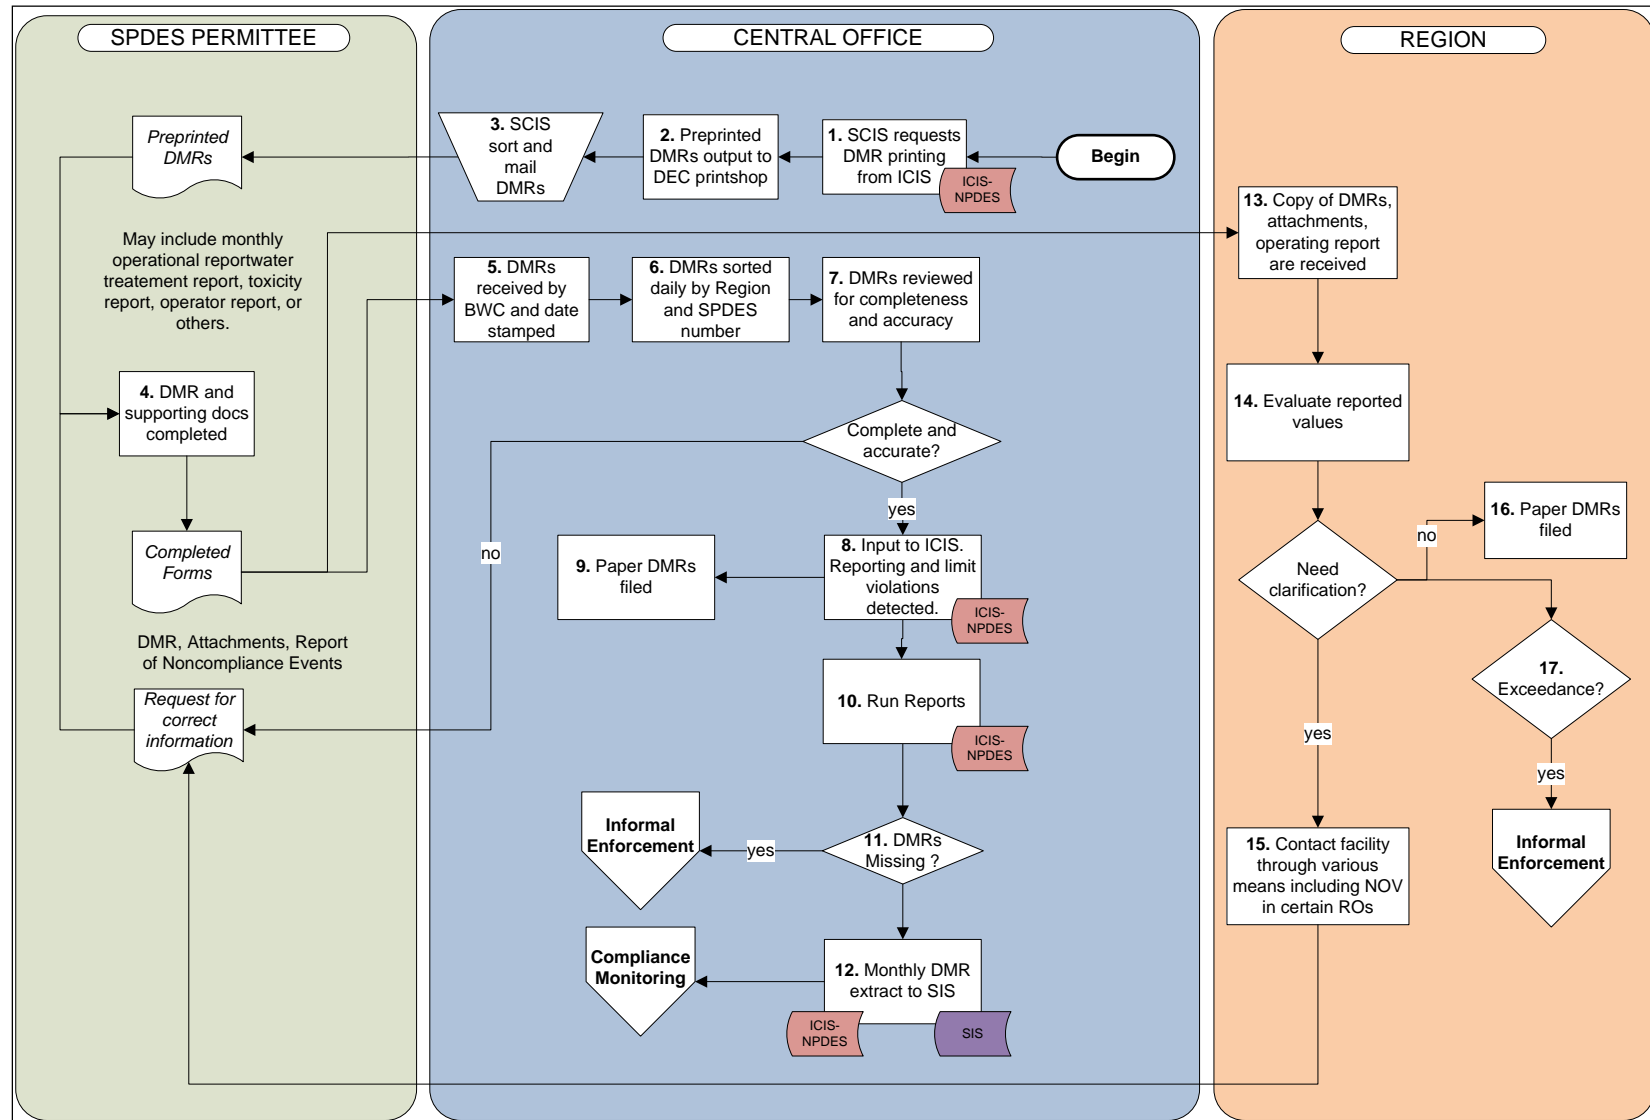 SPDES PERMITTEE
CENTRAL OFFICE
REGION
Preprinted
DMRs
3. SCIS
sort and
mail
DMRs
2. Preprinted
DMRs output to
DEC printshop
1. SCIS requests
DMR printing
from ICIS
ICIS-
NPDES
Begin
May include monthly
operational reportwater
treatement report, toxicity
report, operator report, or
others.
5. DMRs
received by
BWC and date
stamped
6. DMRs sorted
daily by Region
and SPDES
number
7. DMRs reviewed
for completeness
and accuracy
13. Copy of DMRs,
attachments,
operating report
are received
4. DMR and
supporting docs
completed
Complete and
accurate?
14. Evaluate reported
values
yes
no
Completed
Forms
9. Paper DMRs
filed
8. Input to ICIS.
Reporting and limit
violations
detected.
ICIS-
NPDES
Need
clarification?
no
16. Paper DMRs
filed
DMR, Attachments, Report
of Noncompliance Events
Request for
correct
information
10. Run Reports
ICIS-
NPDES
yes
17.
Exceedance?
yes
Informal
Enforcement
yes
11. DMRs
Missing ?
15. Contact facility
through various
means including NOV
in certain ROs
Informal
Enforcement
Compliance
Monitoring
12. Monthly DMR
extract to SIS
ICIS-
NPDES
SIS